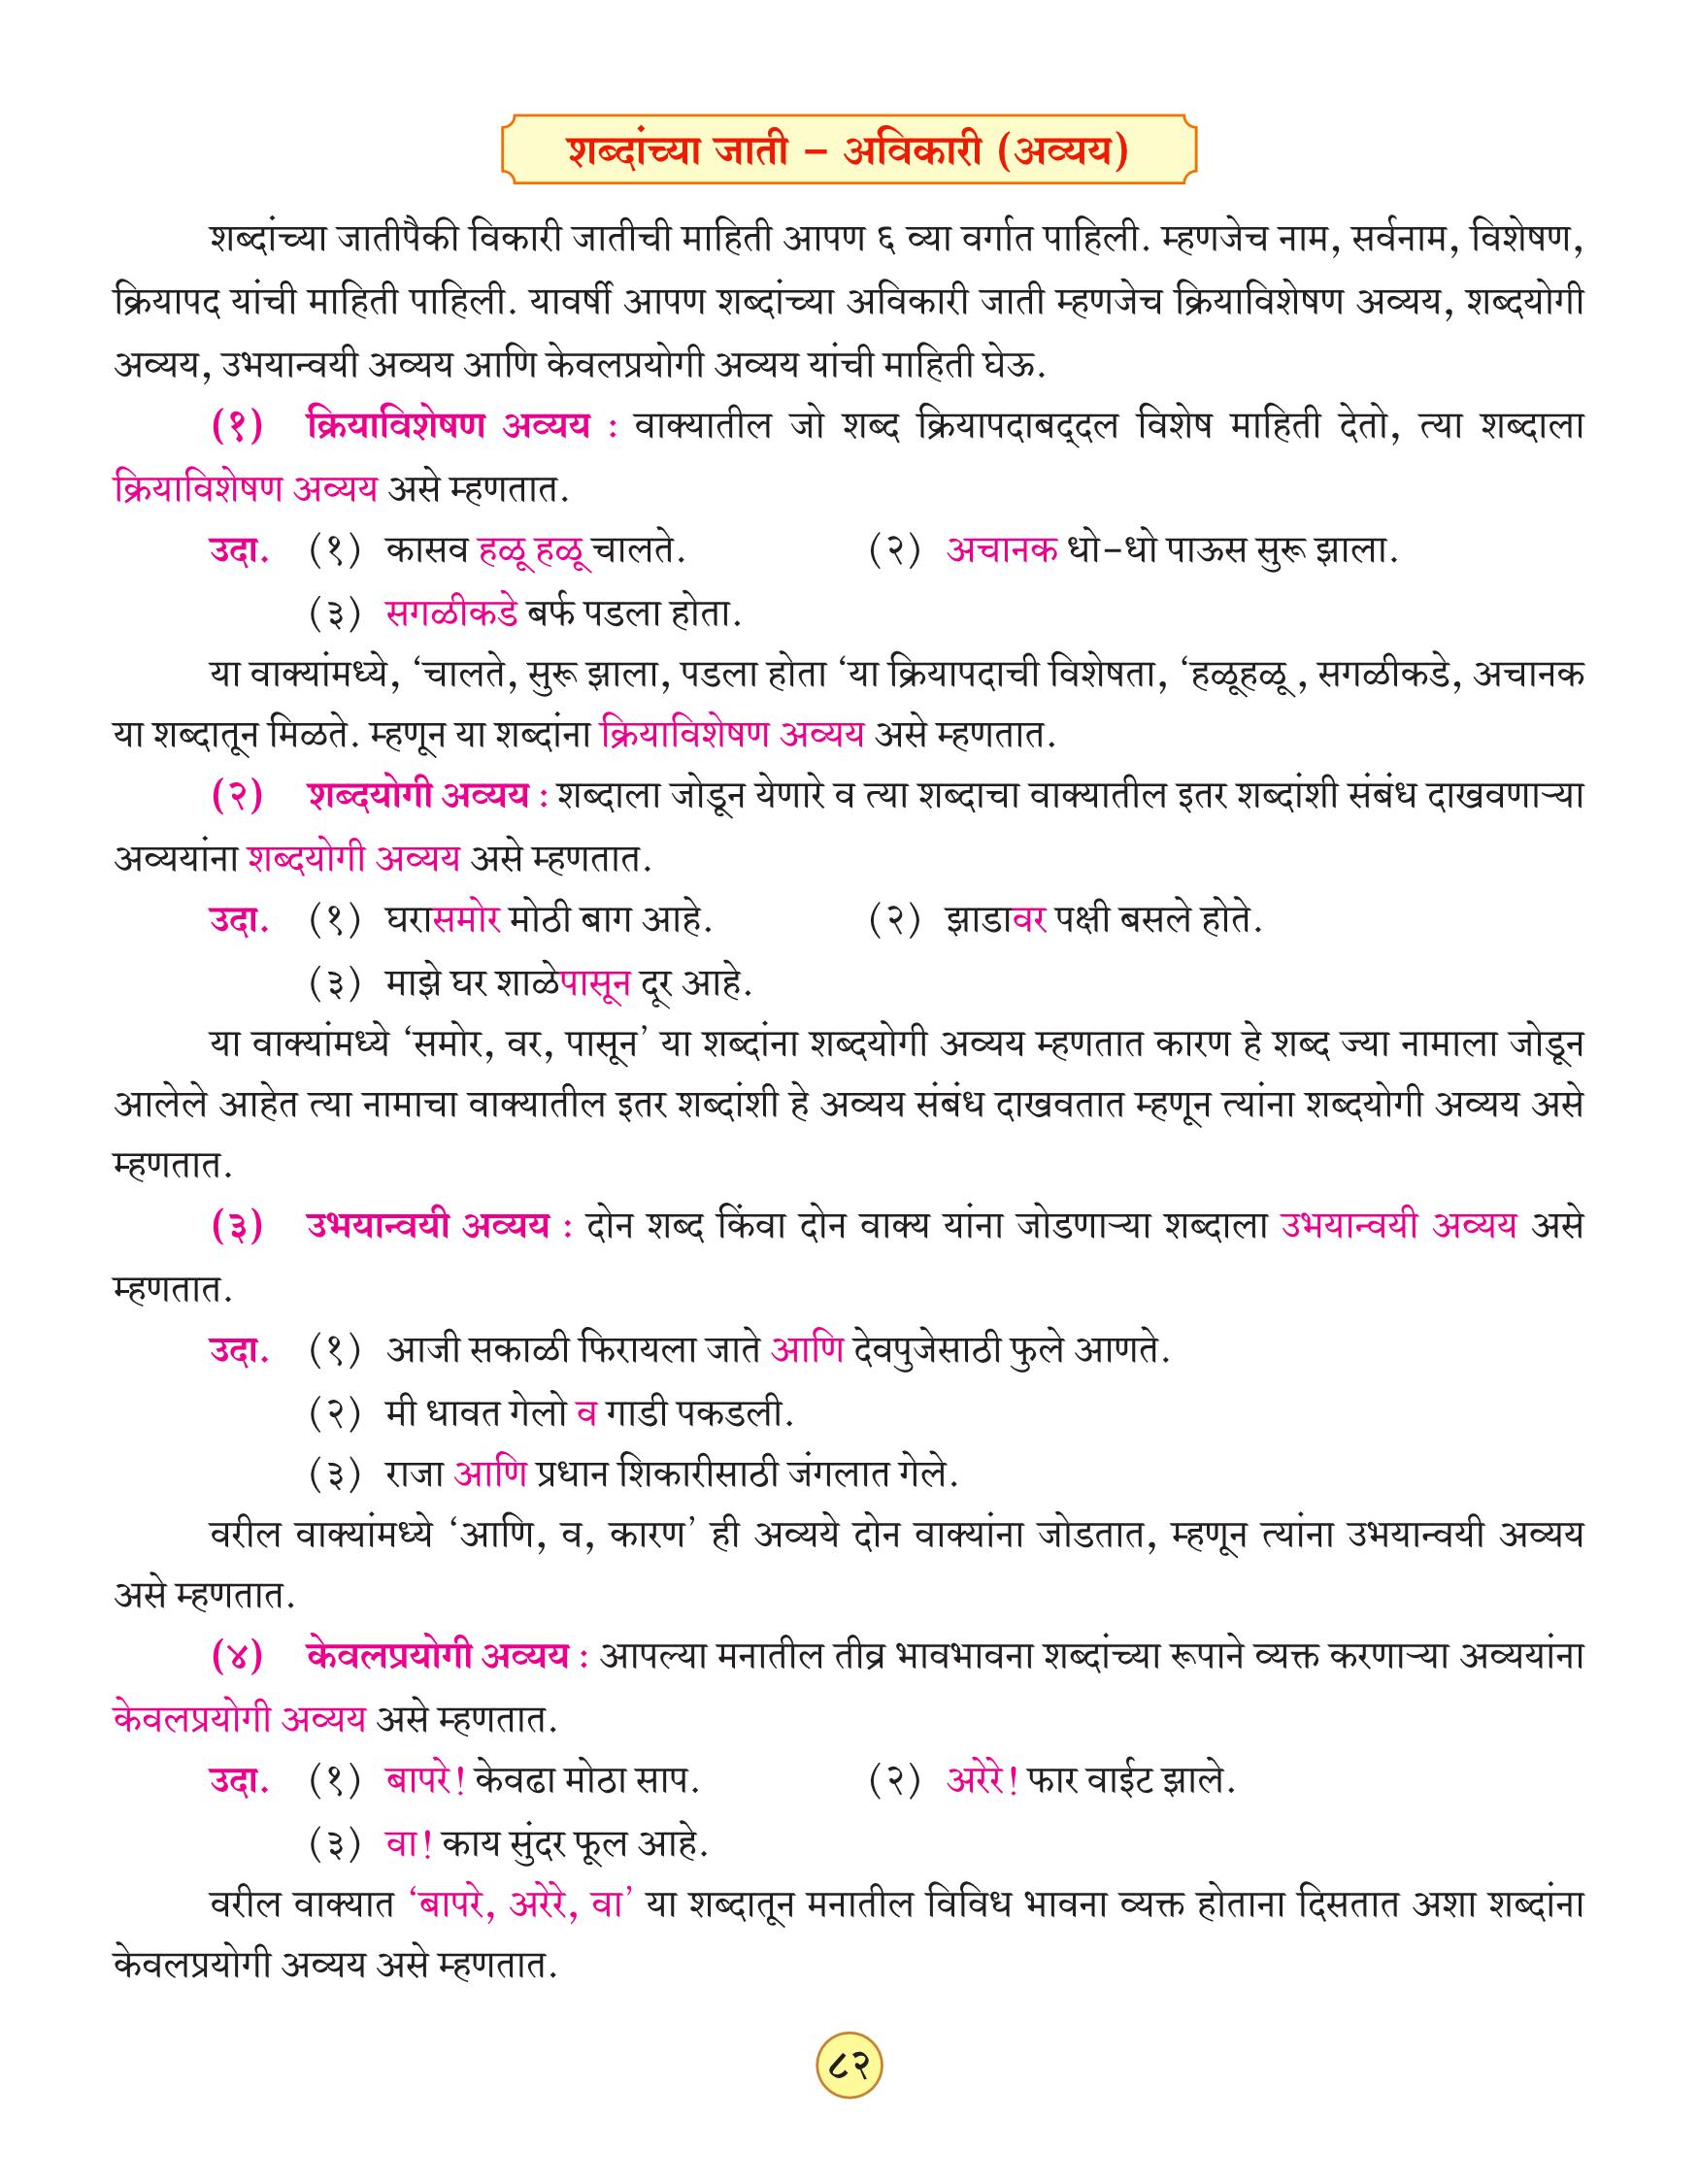 शब्दांच्या जाती – अविकारी (अव्यय)
शब्दांच्या जातीपैकी विकारी जातीची माहिती आपण ६ व्या वर्गात पाहिली. म्हणजेच नाम, सर्वनाम, विशेषण,
क्रियापद यांची माहिती पाहिली. यावर्षी आपण शब्दांच्या अविकारी जाती म्हणजेच क्रियाविशेषण अव्यय, शब्दयोगी
अव्यय, उभयान्वयी अव्यय आणि केवलप्रयोगी अव्यय यांची माहिती घेऊ.
(१) क्रियाविशेषण अव्यय : वाक्यातील जो शब्द क्रियापदाबद्‌दल विशेष माहिती देतो, त्या शब्दाला
क्रियाविशेषण अव्यय असे म्हणतात.
उदा. (१) कासव हळू हळू चालते. (२) अचानक धो-धो पाऊस सुरू झाला.
(३) सगळीकडे बर्फ पडला होता.
या वाक्यांमध्ये, ‘चालते, सुरू झाला, पडला होता ‘या क्रियापदाची विशेषता, ‘हळूहळू , सगळीकडे, अचानक
या शब्दातून मिळते. म्हणून या शब्दांना क्रियाविशेषण अव्यय असे म्हणतात.
(२) शब्दयोगी अव्यय : शब्दाला जोडून येणारे व त्या शब्दाचा वाक्यातील इतर शब्दांशी संबंध दाखवणाऱ्या
अव्ययांना शब्दयोगी अव्यय असे म्हणतात.
उदा. (१) घरासमोर मोठी बाग आहे. (२) झाडावर पक्षी बसले होते.
(३) माझे घर शाळेपासून दूर आहे.
या वाक्यांमध्ये ‘समोर, वर, पासून’ या शब्दांना शब्दयोगी अव्यय म्हणतात कारण हे शब्द ज्या नामाला जोडून
आलेले आहेत त्या नामाचा वाक्यातील इतर शब्दांशी हे अव्यय संबंध दाखवतात म्हणून त्यांना शब्दयोगी अव्यय असे
म्हणतात.
(३) उभयान्वयी अव्यय : दोन शब्द किंवा दोन वाक्य यांना जोडणाऱ्या शब्दाला उभयान्वयी अव्यय असे
म्हणतात.
उदा. (१) आजी सकाळी फिरायला जाते आणि देवपुजेसाठी फुले आणते.
(२) मी धावत गेलो व गाडी पकडली.
(३) राजा आणि प्रधान शिकारीसाठी जंगलात गेले.
वरील वाक्यांमध्ये ‘आणि, व, कारण’ ही अव्यये दोन वाक्यांना जोडतात, म्हणून त्यांना उभयान्वयी अव्यय
असे म्हणतात.
(४) केवलप्रयोगी अव्यय : आपल्या मनातील तीव्र भावभावना शब्दांच्या रूपाने व्यक्त करणाऱ्या अव्ययांना
केवलप्रयोगी अव्यय असे म्हणतात.
उदा. (१) बापरे! केवढा मोठा साप. (२) अरेरे! फार वाईट झाले.
(३) वा! काय सुंदर फूल आहे.
वरील वाक्यात ‘बापरे, अरेरे, वा’ या शब्दातून मनातील विविध भावना व्यक्त होताना दिसतात अशा शब्दांना
केवलप्रयोगी अव्यय असे म्हणतात.
८२